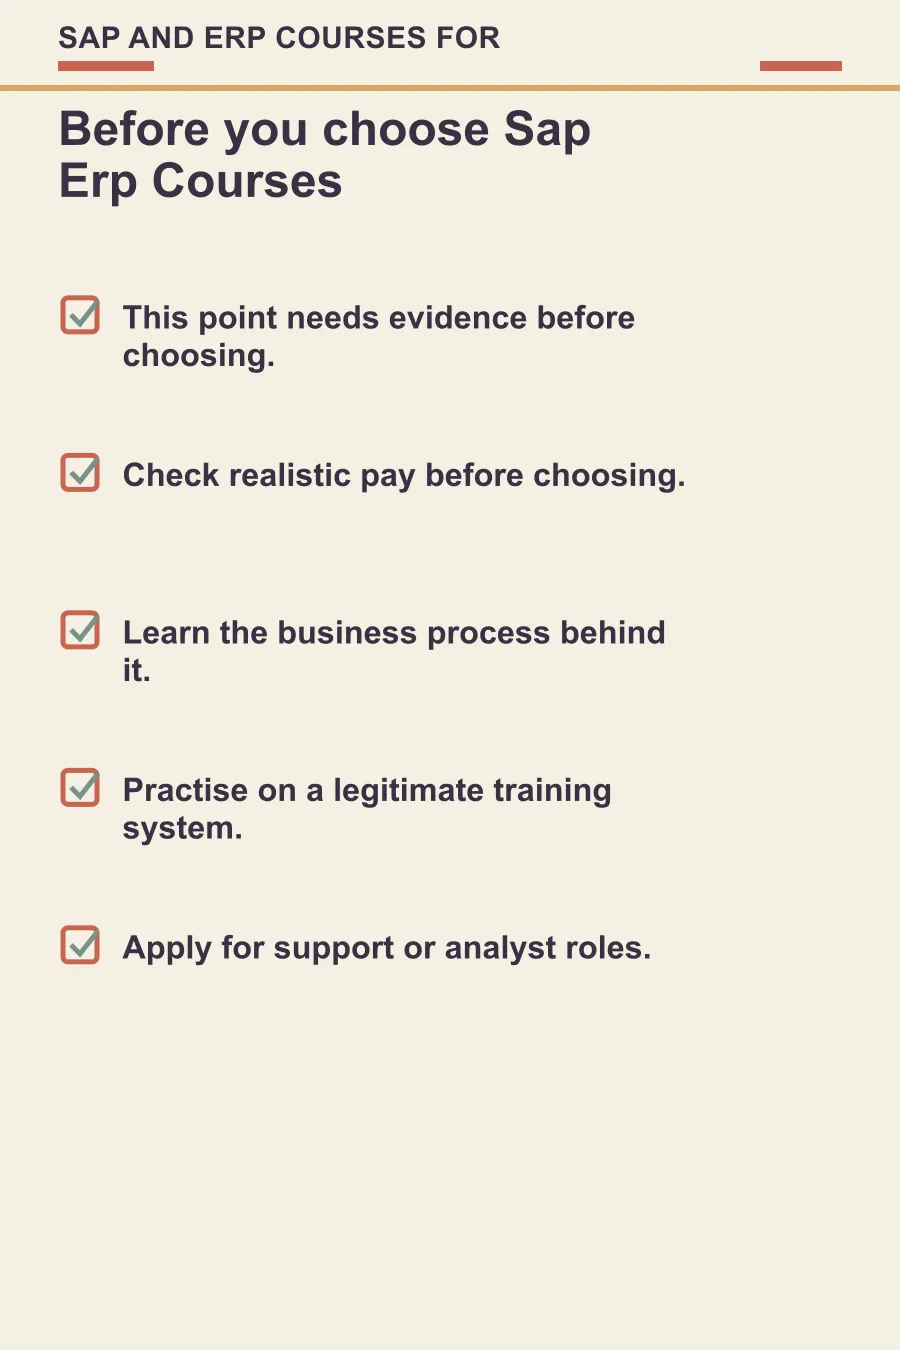 SAP AND ERP COURSES FOR
Before you choose Sap
Erp Courses
This point needs evidence before
choosing.
Check realistic pay before choosing.
Learn the business process behind
it.
Practise on a legitimate training
system.
Apply for support or analyst roles.